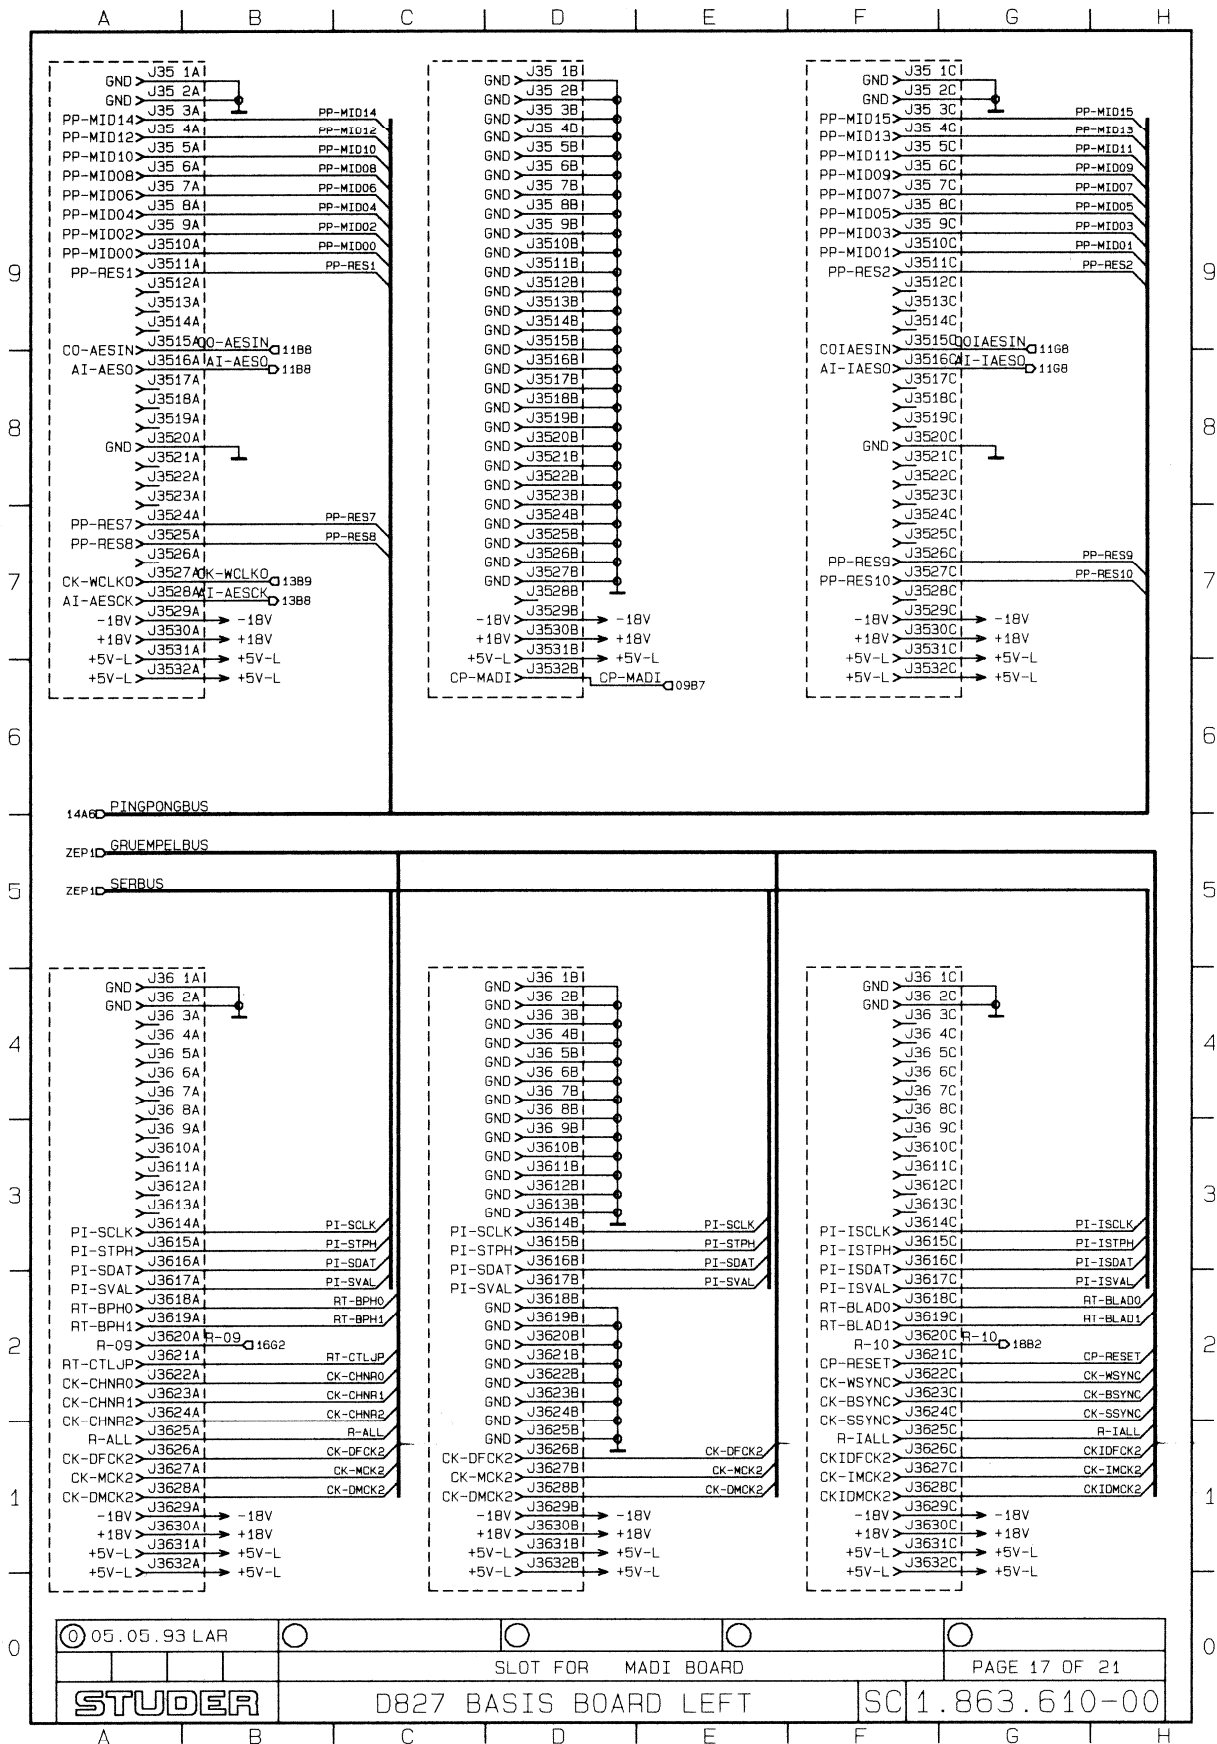 A B C D E F G H
J35 1A
GND
J35 2A
GND
J35 3A
PP-MID14 PP-MID14
J35 4A
PP-MID12 PP-MID12
J35 5A
PP-MID10 PP-MID10
J35 6A
PP-MID08 PP-MID08
J35 7A
PP-MID06 PP-MID06
J35 8A
PP-MID04 PP-MID04
J35 9A
PP-MID02 PP-MID02
J3510A
PP-MID00 PP-MID00
J3511A
PP-RES1 PP-RES1
J3512A
J3513A
J3514A
J3515A CO-AESIN
CO-AESIN 11B8
J3516A AI-AESO
AI-AESO 11B8
J3517A
J3518A
J3519A
J3520A
GND
J3521A
J3522A
J3523A
J3524A
PP-RES7 PP-RES7
J3525A
PP-RES8 PP-RES8
J3526A
J3527A CK-WCLKO
CK-WCLKO 13B9
J3528A AI-AESCK
AI-AESCK 13B8
J3529A
-18V -18V
J3530A
+18V +18V
J3531A
+5V-L +5V-L
J3532A
+5V-L +5V-L
J35 1B
GND
J35 2B
GND
J35 3B
GND
J35 4B
GND
J35 5B
GND
J35 6B
GND
J35 7B
GND
J35 8B
GND
J35 9B
GND
J3510B
GND
J3511B
GND
J3512B
GND
J3513B
GND
J3514B
GND
J3515B
GND
J3516B
GND
J3517B
GND
J3518B
GND
J3519B
GND
J3520B
GND
J3521B
GND
J3522B
GND
J3523B
GND
J3524B
GND
J3525B
GND
J3526B
GND
J3527B
GND
J3528B
J3529B
-18V -18V
J3530B
+18V +18V
J3531B
+5V-L +5V-L
J3532B
CP-MADI CP-MADI 09B7
J35 1C
GND
J35 2C
GND
J35 3C
PP-MID15 PP-MID15
J35 4C
PP-MID13 PP-MID13
J35 5C
PP-MID11 PP-MID11
J35 6C
PP-MID09 PP-MID09
J35 7C
PP-MID07 PP-MID07
J35 8C
PP-MID05 PP-MID05
J35 9C
PP-MID03 PP-MID03
J3510C
PP-MID01 PP-MID01
J3511C
PP-RES2 PP-RES2
J3512C
J3513C
J3514C
J3515C COIAESIN
COIAESIN 11G8
J3516C AI-IAESO
AI-IAESO 11G8
J3517C
J3518C
J3519C
J3520C
GND
J3521C
J3522C
J3523C
J3524C
J3525C
J3526C
PP-RES9 PP-RES9
J3527C
PP-RES10 PP-RES10
J3528C
J3529C
-18V -18V
J3530C
+18V +18V
J3531C
+5V-L +5V-L
J3532C
+5V-L +5V-L
9 9
8 8
7 7
6 6
14A6 PINGPONGBUS
ZEP1 GRUEMPELBUS
ZEP1 SERBUS
5 5
J36 1A
GND
J36 2A
GND
J36 3A
J36 4A
J36 5A
J36 6A
J36 7A
J36 8A
J36 9A
J3610A
J3611A
J3612A
J3613A
J3614A
PI-SCLK PI-SCLK
J3615A
PI-STPH PI-STPH
J3616A
PI-SDAT PI-SDAT
J3617A
PI-SVAL PI-SVAL
J3618A
RT-BPH0 RT-BPH0
J3619A
RT-BPH1 RT-BPH1
J3620A R-09
R-09 16G2
J3621A
RT-CTLJP RT-CTLJP
J3622A
CK-CHNR0 CK-CHNR0
J3623A
CK-CHNR1 CK-CHNR1
J3624A
CK-CHNR2 CK-CHNR2
J3625A
R-ALL R-ALL
J3626A
CK-DFCK2 CK-DFCK2
J3627A
CK-MCK2 CK-MCK2
J3628A
CK-DMCK2 CK-DMCK2
J3629A
-18V -18V
J3630A
+18V +18V
J3631A
+5V-L +5V-L
J3632A
+5V-L +5V-L
J36 1B
GND
J36 2B
GND
J36 3B
GND
J36 4B
GND
J36 5B
GND
J36 6B
GND
J36 7B
GND
J36 8B
GND
J36 9B
GND
J3610B
GND
J3611B
GND
J3612B
GND
J3613B
GND
J3614B
PI-SCLK PI-SCLK
J3615B
PI-STPH PI-STPH
J3616B
PI-SDAT PI-SDAT
J3617B
PI-SVAL PI-SVAL
J3618B
GND
J3619B
GND
J3620B
GND
J3621B
GND
J3622B
GND
J3623B
GND
J3624B
GND
J3625B
GND
J3626B
CK-DFCK2 CK-DFCK2
J3627B
CK-MCK2 CK-MCK2
J3628B
CK-DMCK2 CK-DMCK2
J3629B
-18V -18V
J3630B
+18V +18V
J3631B
+5V-L +5V-L
J3632B
+5V-L +5V-L
J36 1C
GND
J36 2C
GND
J36 3C
J36 4C
J36 5C
J36 6C
J36 7C
J36 8C
J36 9C
J3610C
J3611C
J3612C
J3613C
J3614C
PI-ISCLK PI-ISCLK
J3615C
PI-ISTPH PI-ISTPH
J3616C
PI-ISDAT PI-ISDAT
J3617C
PI-ISVAL PI-ISVAL
J3618C
RT-BLAD0 RT-BLAD0
J3619C
RT-BLAD1 RT-BLAD1
J3620C R-10
R-10 18B2
J3621C
CP-RESET CP-RESET
J3622C
CK-WSYNC CK-WSYNC
J3623C
CK-BSYNC CK-BSYNC
J3624C
CK-SSYNC CK-SSYNC
J3625C
R-IALL R-IALL
J3626C
CKIDFCK2 CKIDFCK2
J3627C
CK-IMCK2 CK-IMCK2
J3628C
CKIDMCK2 CKIDMCK2
J3629C
-18V -18V
J3630C
+18V +18V
J3631C
+5V-L +5V-L
J3632C
+5V-L +5V-L
4 4
3 3
2 2
1 1
0 0
0 05.05.93 LAR
SLOT FOR MADI BOARD PAGE 17 OF 21
STUDER D827 BASIS BOARD LEFT SC 1.863.610-00
A B C D E F G H